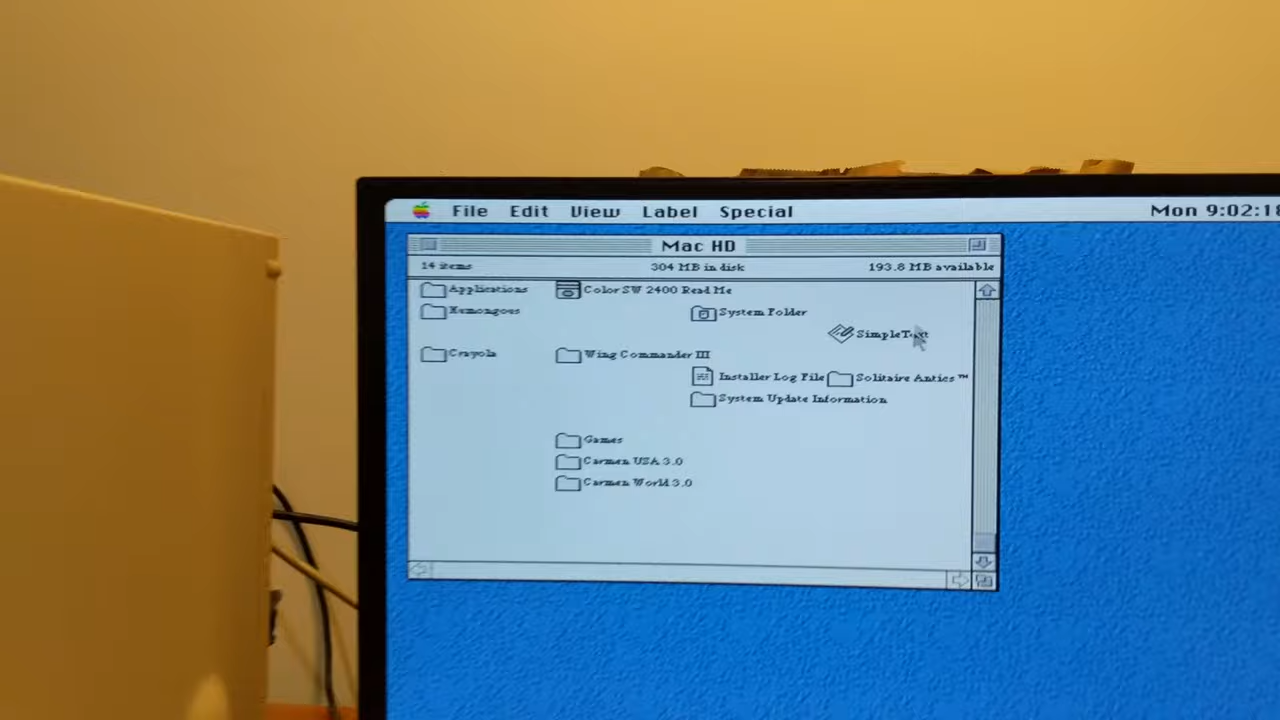 File Edit View Label Special Mon 9:02:18
Mac HD
14 items 304 MB in disk 193.8 MB available
Applications Color SW 2400 Read Me
Humongous System Folder
SimpleText
Crayola Wing Commander III
Installer Log File Solitaire Antics™
System Update Information
Games
Carmen USA 3.0
Carmen World 3.0